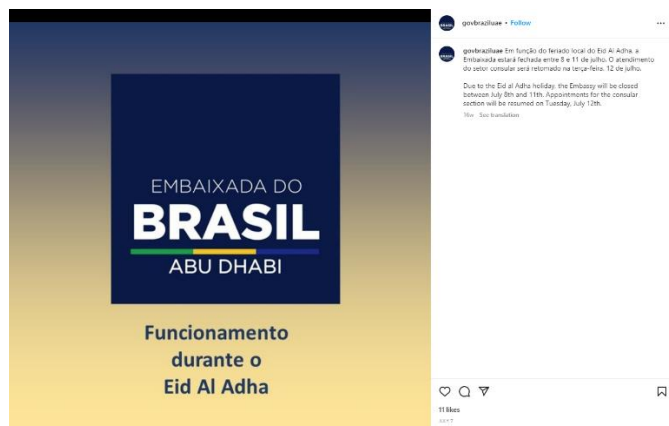 EMBAIXADA DO
BRASIL
ABU DHABI
Funcionamento
durante o
Eid Al Adha
govbraziluae • Follow
govbraziluae Em função do feriado local do Eid Al Adha, a
Embaixada estará fechada entre 8 e 11 de julho. O atendimento
do setor consular será retomado na terça-feira, 12 de julho.
Due to the Eid al Adha holiday, the Embassy will be closed
between July 8th and 11th. Appointments for the consular
section will be resumed on Tuesday, July 12th.
See translation
11 likes